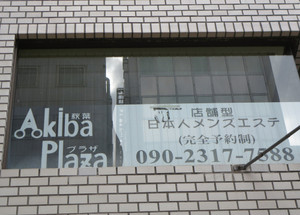 Akiba
秋葉
Plaza
プラザ
店舗型
日本人メンズエステ
(完全予約制)
090-2317-7588